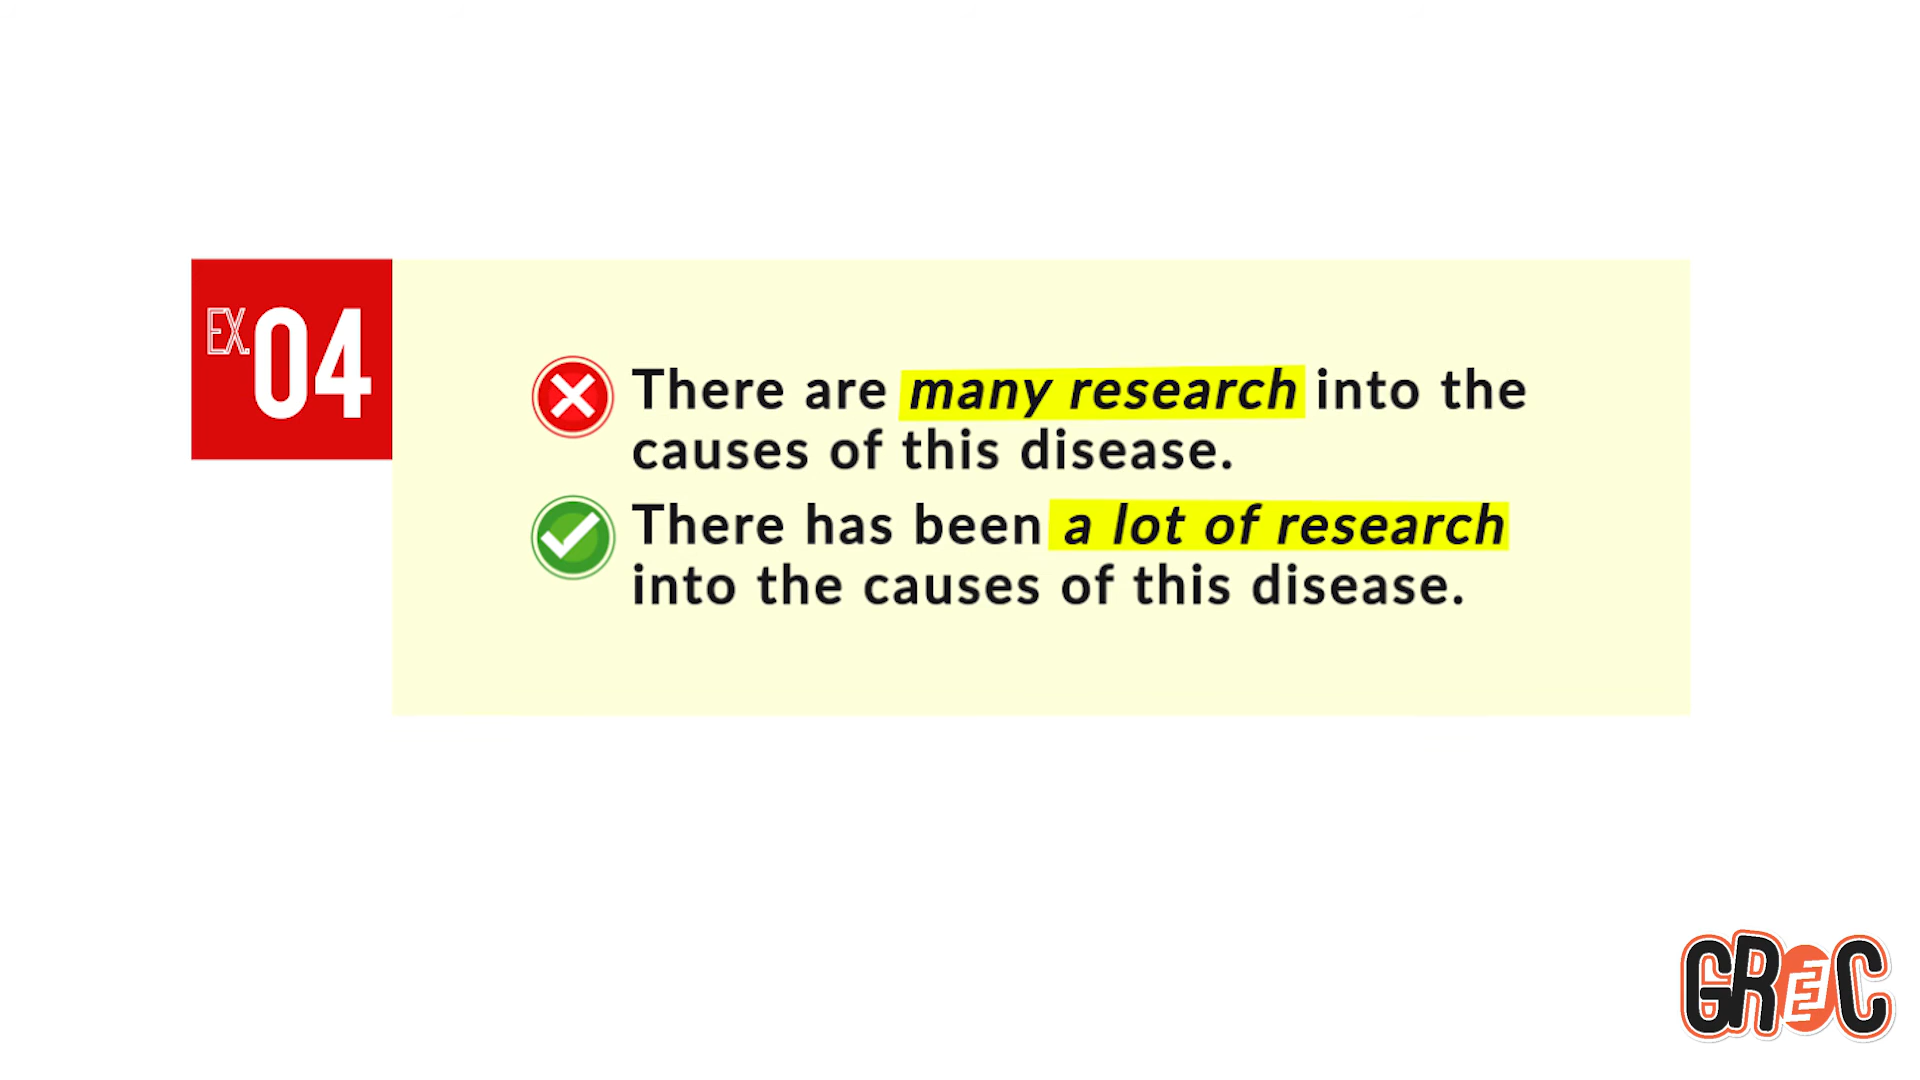 EX.04
There are many research into the
causes of this disease.
There has been a lot of research
into the causes of this disease.
GREC